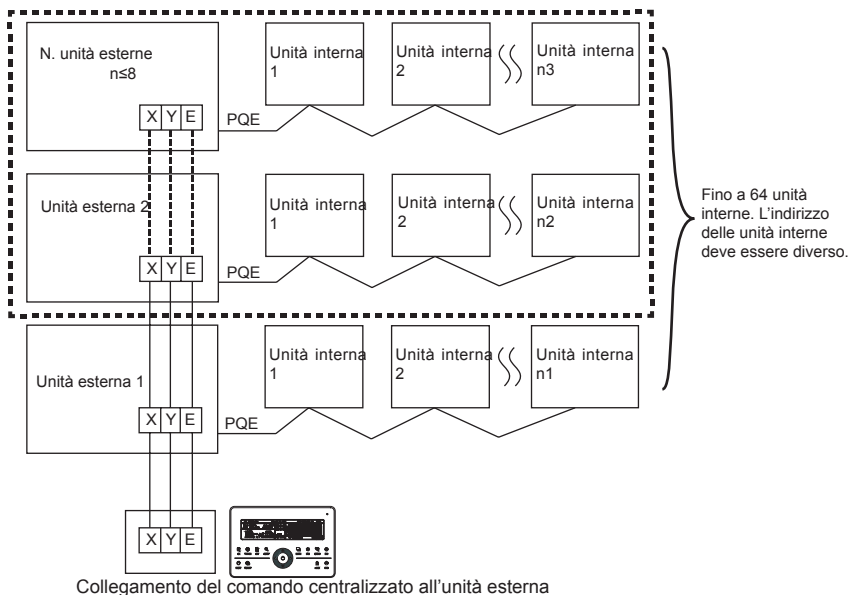 N. unità esterne
n≤8
X Y E
PQE
Unità interna
1
Unità interna
2
Unità interna
n3
Unità esterna 2
X Y E
PQE
Unità interna
1
Unità interna
2
Unità interna
n2
Fino a 64 unità
interne. L'indirizzo
delle unità interne
deve essere diverso.
Unità esterna 1
X Y E
PQE
Unità interna
1
Unità interna
2
Unità interna
n1
X Y E
Collegamento del comando centralizzato all'unità esterna